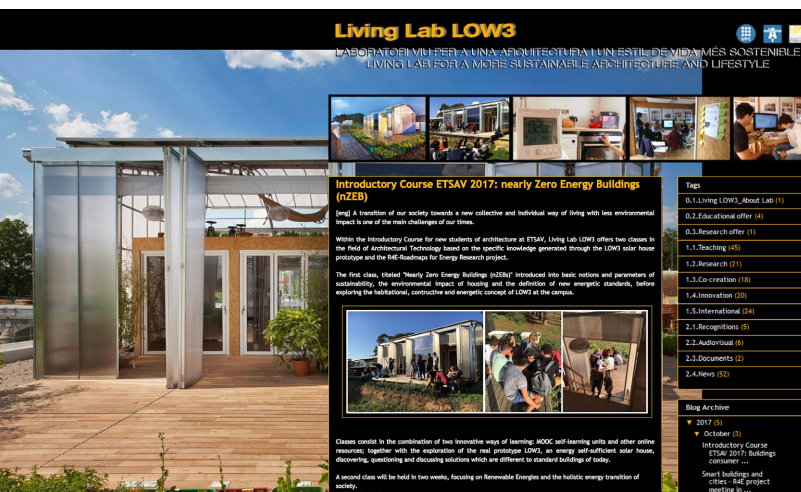 Living Lab LOW3
LABORATORI VIU PER A UNA ARQUITECTURA I UN ESTIL DE VIDA MÉS SOSTENIBLE
LIVING LAB FOR A MORE SUSTAINABLE ARCHITECTURE AND LIFESTYLE
Introductory Course ETSAV 2017: nearly Zero Energy Buildings
(nZEB)
[eng] A transition of our society towards a new collective and individual way of living with less environmental
impact is one of the main challenges of our times.
Within the Introductory Course for new students of architecture at ETSAV, Living Lab LOW3 offers two classes in
the field of Architectural Technology based on the specific knowledge generated through the LOW3 solar house
prototype and the R4E-Roadmaps for Energy Research project.
The first class, titeled "Nearly Zero Energy Buildings (nZEBs)" introduced into basic notions and parameters of
sustainability, the environmental impact of housing and the definition of new energetic standards, before
exploring the habitational, contructive and energetic concept of LOW3 at the campus.
Classes consist in the combination of two innovative ways of learning: MOOC self-learning units and other online
resources; together with the exploration of the real prototype LOW3, an energy self-sufficient solar house,
discovering, questioning and discussing solutions which are different to standard buildings of today.
A second class will be held in two weeks, focusing on Renewable Energies and the holistic energy transition of
society.
Tags
0.1.Living LOW3_About Lab (1)
0.2.Educational offer (4)
0.3.Research offer (1)
1.1.Teaching (45)
1.2.Research (21)
1.3.Co-creation (18)
1.4.Innovation (20)
1.5.International (24)
2.1.Recognitions (5)
2.2.Audiovisual (6)
2.3.Documents (2)
2.4.News (52)
Blog Archive
▼ 2017 (5)
▼ October (3)
Introductory Course
ETSAV 2017: Buildings
consumer ...
Smart buildings and
cities - R4E project
meeting in ...